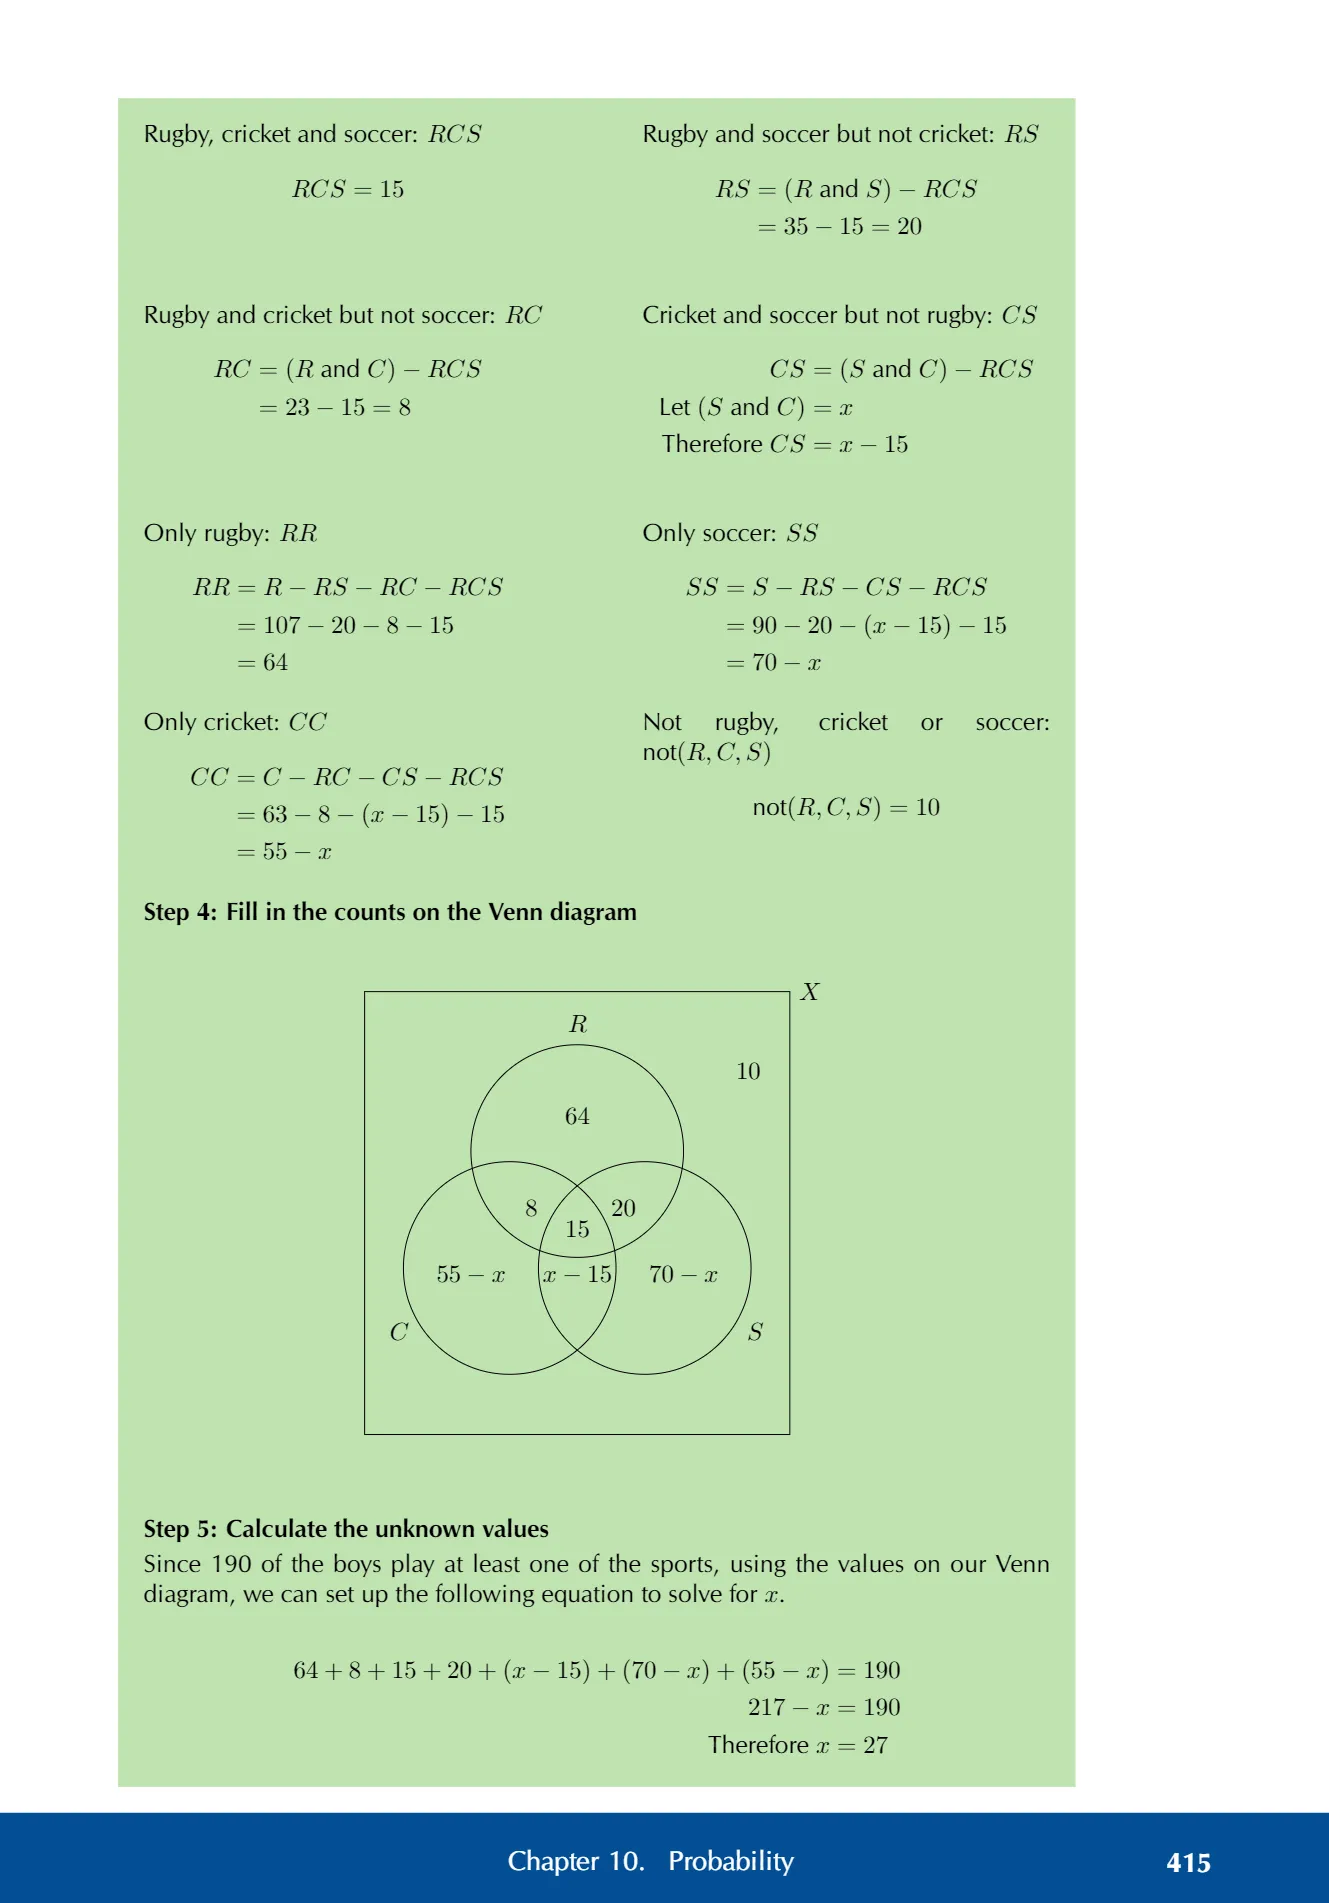 Rugby, cricket and soccer: RCS
RCS = 15
Rugby and soccer but not cricket: RS
RS = (R and S) − RCS
= 35 − 15 = 20
Rugby and cricket but not soccer: RC
RC = (R and C) − RCS
= 23 − 15 = 8
Cricket and soccer but not rugby: CS
CS = (S and C) − RCS
Let (S and C) = x
Therefore CS = x − 15
Only rugby: RR
RR = R − RS − RC − RCS
= 107 − 20 − 8 − 15
= 64
Only soccer: SS
SS = S − RS − CS − RCS
= 90 − 20 − (x − 15) − 15
= 70 − x
Only cricket: CC
CC = C − RC − CS − RCS
= 63 − 8 − (x − 15) − 15
= 55 − x
Not rugby, cricket or soccer:
not(R, C, S)
not(R, C, S) = 10
Step 4: Fill in the counts on the Venn diagram
X
R
10
64
8
20
15
55 − x
x − 15
70 − x
C
S
Step 5: Calculate the unknown values
Since 190 of the boys play at least one of the sports, using the values on our Venn
diagram, we can set up the following equation to solve for x.
64 + 8 + 15 + 20 + (x − 15) + (70 − x) + (55 − x) = 190
217 − x = 190
Therefore x = 27
Chapter 10. Probability
415